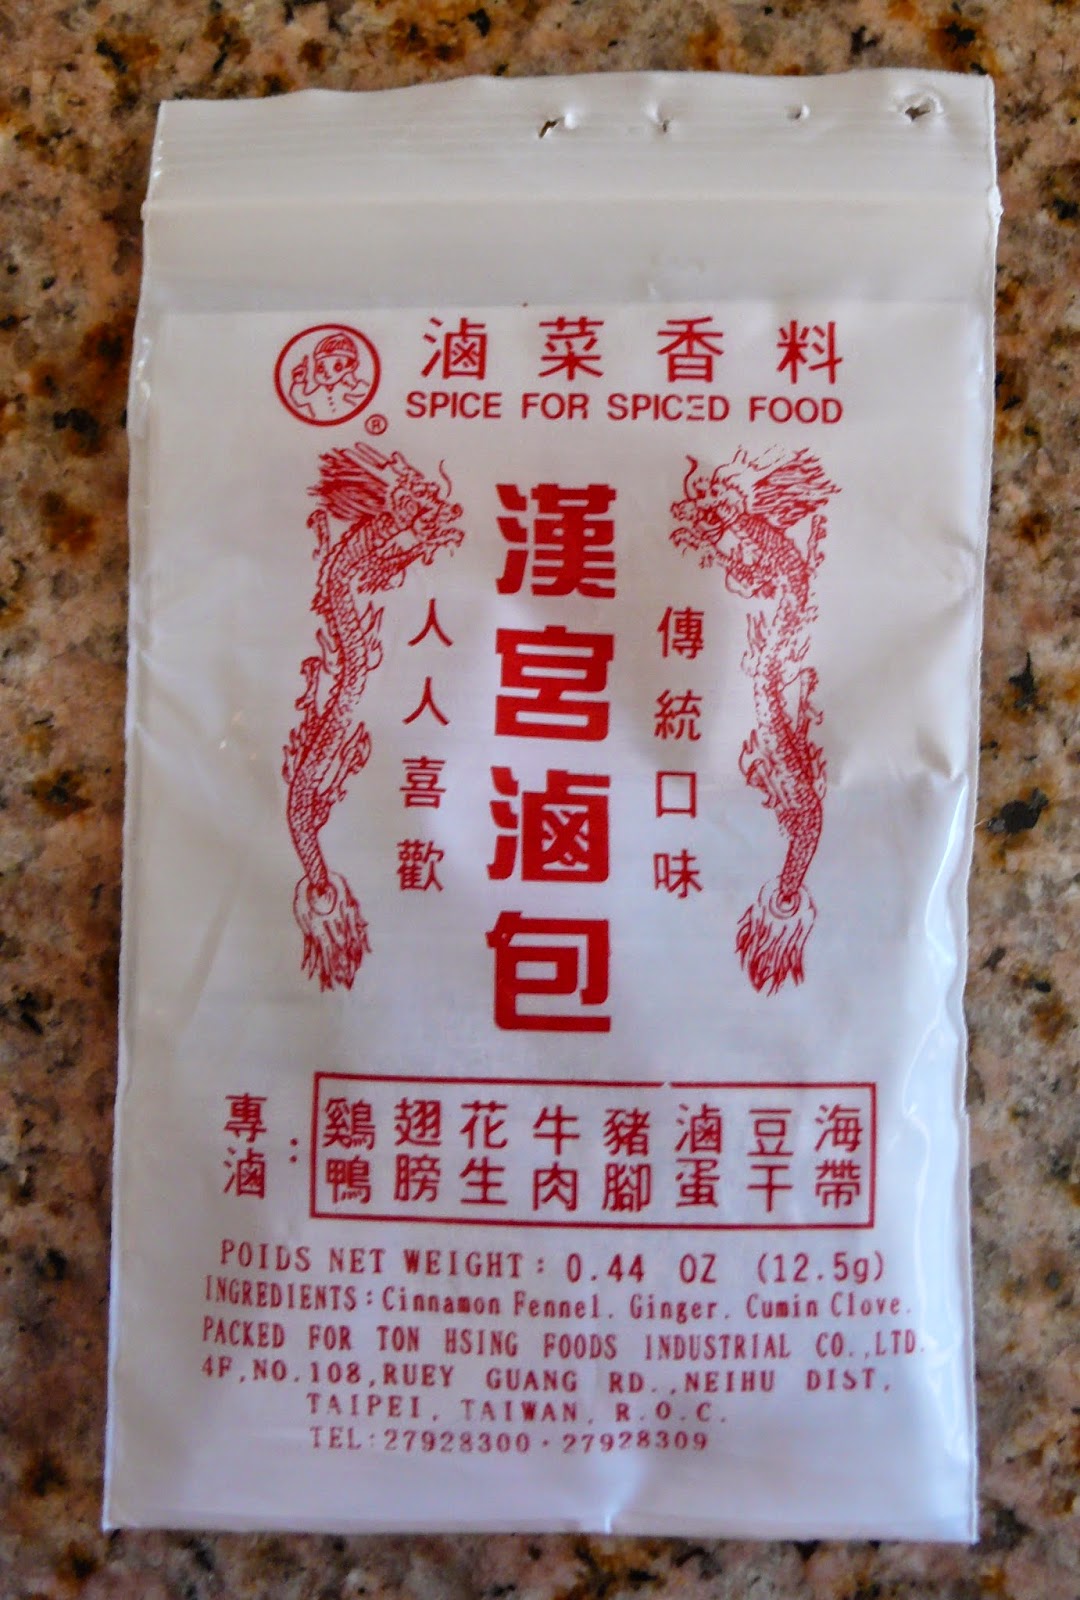 滷菜香料
SPICE FOR SPICED FOOD
®
傳統口味
漢宮滷包
人人喜歡
專滷：
鷄鴨 翅膀 花生 牛肉 豬腳 滷蛋 豆干 海帶
POIDS NET WEIGHT: 0.44 OZ (12.5g)
INGREDIENTS:Cinnamon Fennel. Ginger. Cumin Clove.
PACKED FOR TON HSING FOODS INDUSTRIAL CO.,LTD.
4F,NO.108,RUEY GUANG RD.,NEIHU DIST,
TAIPEI, TAIWAN, R.O.C.
TEL:27928300・27928309